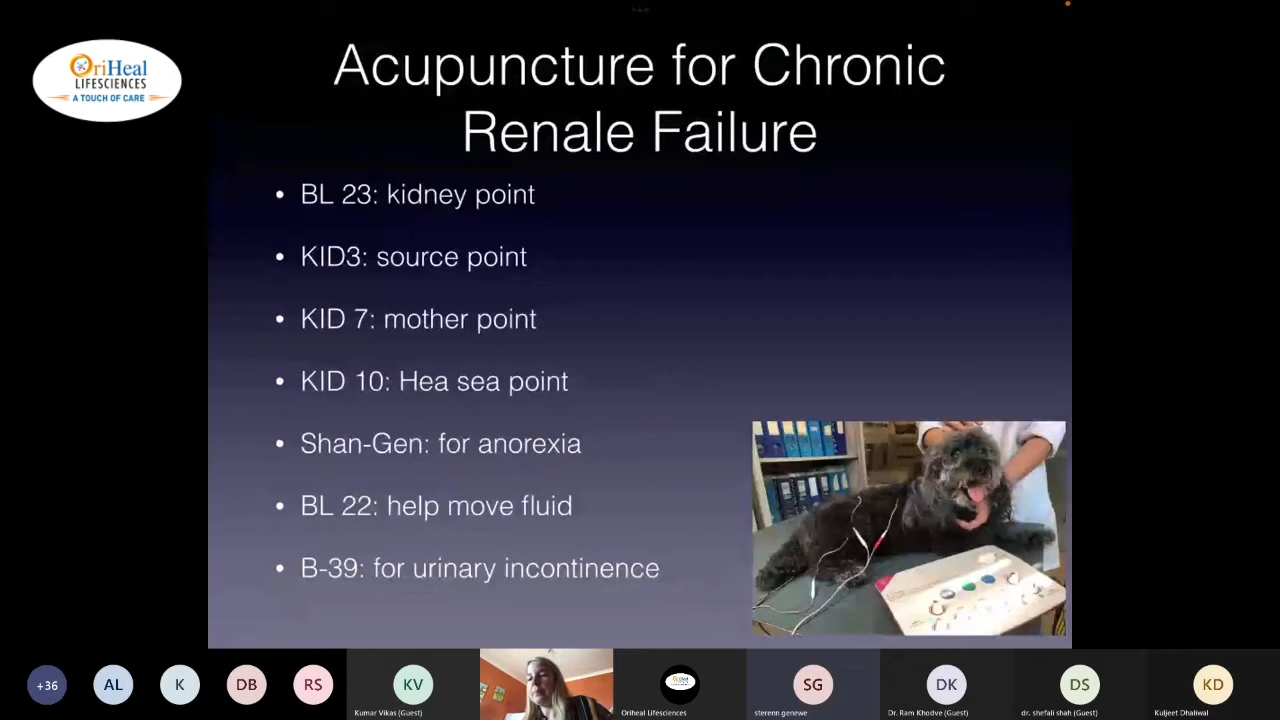 OriHeal
LIFESCIENCES
A TOUCH OF CARE
Acupuncture for Chronic
Renale Failure
• BL 23: kidney point
• KID3: source point
• KID 7: mother point
• KID 10: Hea sea point
• Shan-Gen: for anorexia
• BL 22: help move fluid
• B-39: for urinary incontinence
+36
AL
K
DB
RS
KV
SG
DK
DS
KD
Kumar Vikas (Guest)
Oriheal Lifesciences
sterenn genewe
Dr. Ram Khodve (Guest)
dr. shefali shah (Guest)
Kuljeet Dhaliwal